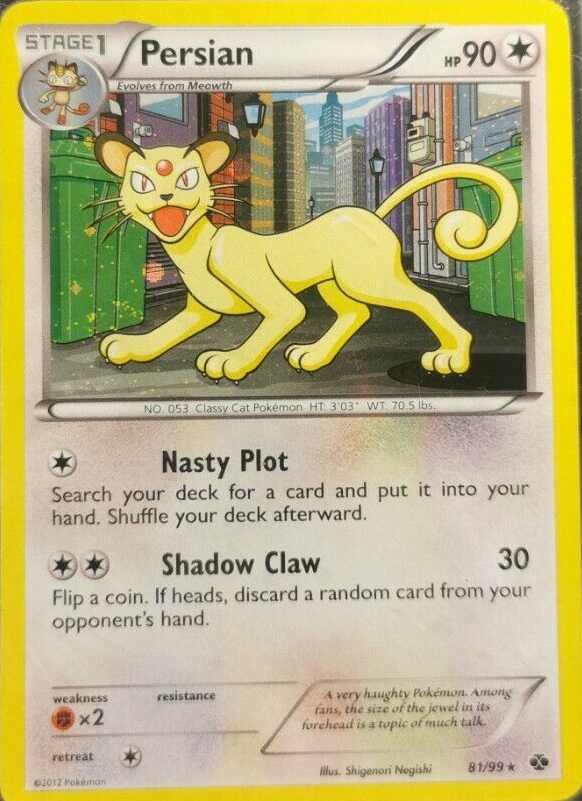 STAGE1
Persian
HP 90
Evolves from Meowth
NO. 053 Classy Cat Pokémon HT: 3'03" WT: 70.5 lbs.
Nasty Plot
Search your deck for a card and put it into your
hand. Shuffle your deck afterward.
Shadow Claw 30
Flip a coin. If heads, discard a random card from your
opponent's hand.
weakness resistance
×2
A very haughty Pokémon. Among
fans, the size of the jewel in its
forehead is a topic of much talk.
retreat
Illus. Shigenori Negishi 81/99 ★
©2012 Pokémon